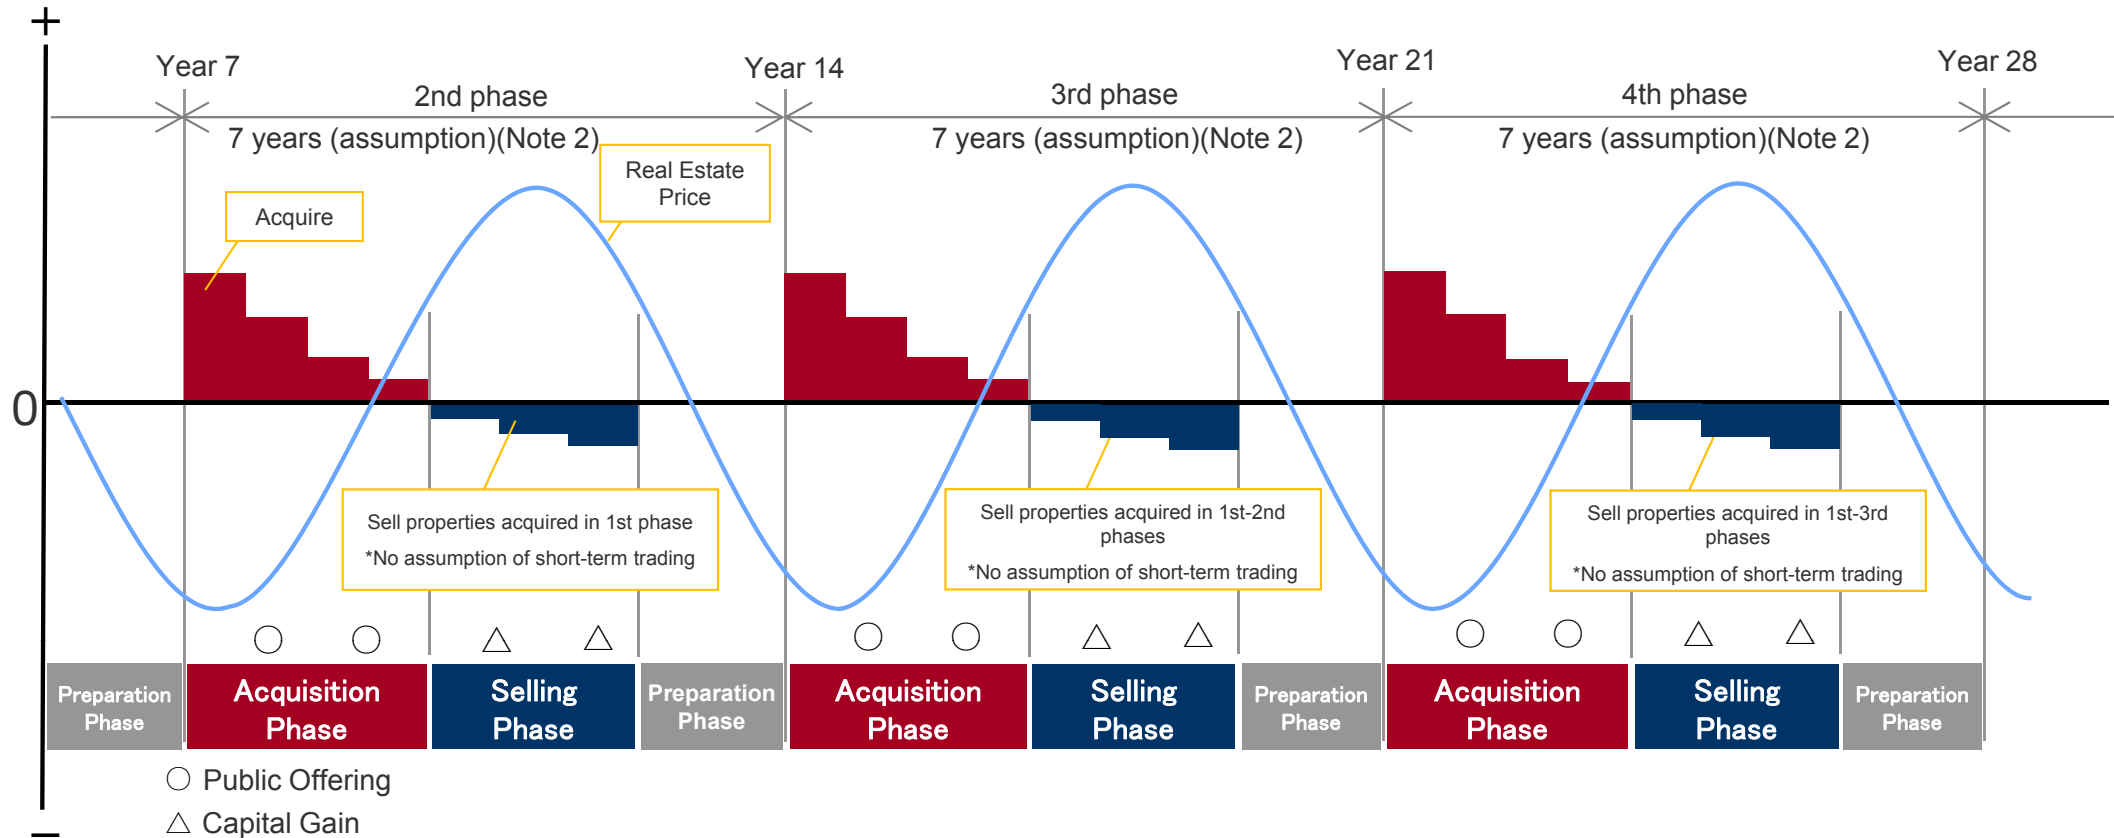 +
Year 7
Year 14
Year 21
Year 28
2nd phase
3rd phase
4th phase
7 years (assumption)(Note 2)
7 years (assumption)(Note 2)
7 years (assumption)(Note 2)
Real Estate
Price
Acquire
0
Sell properties acquired in 1st phase
*No assumption of short-term trading
Sell properties acquired in 1st-2nd
phases
*No assumption of short-term trading
Sell properties acquired in 1st-3rd
phases
*No assumption of short-term trading
○ ○ △ △ ○ ○ △ △ ○ ○ △ △
Preparation
Phase
Acquisition
Phase
Selling
Phase
Preparation
Phase
Acquisition
Phase
Selling
Phase
Preparation
Phase
Acquisition
Phase
Selling
Phase
Preparation
Phase
○ Public Offering
△ Capital Gain
−